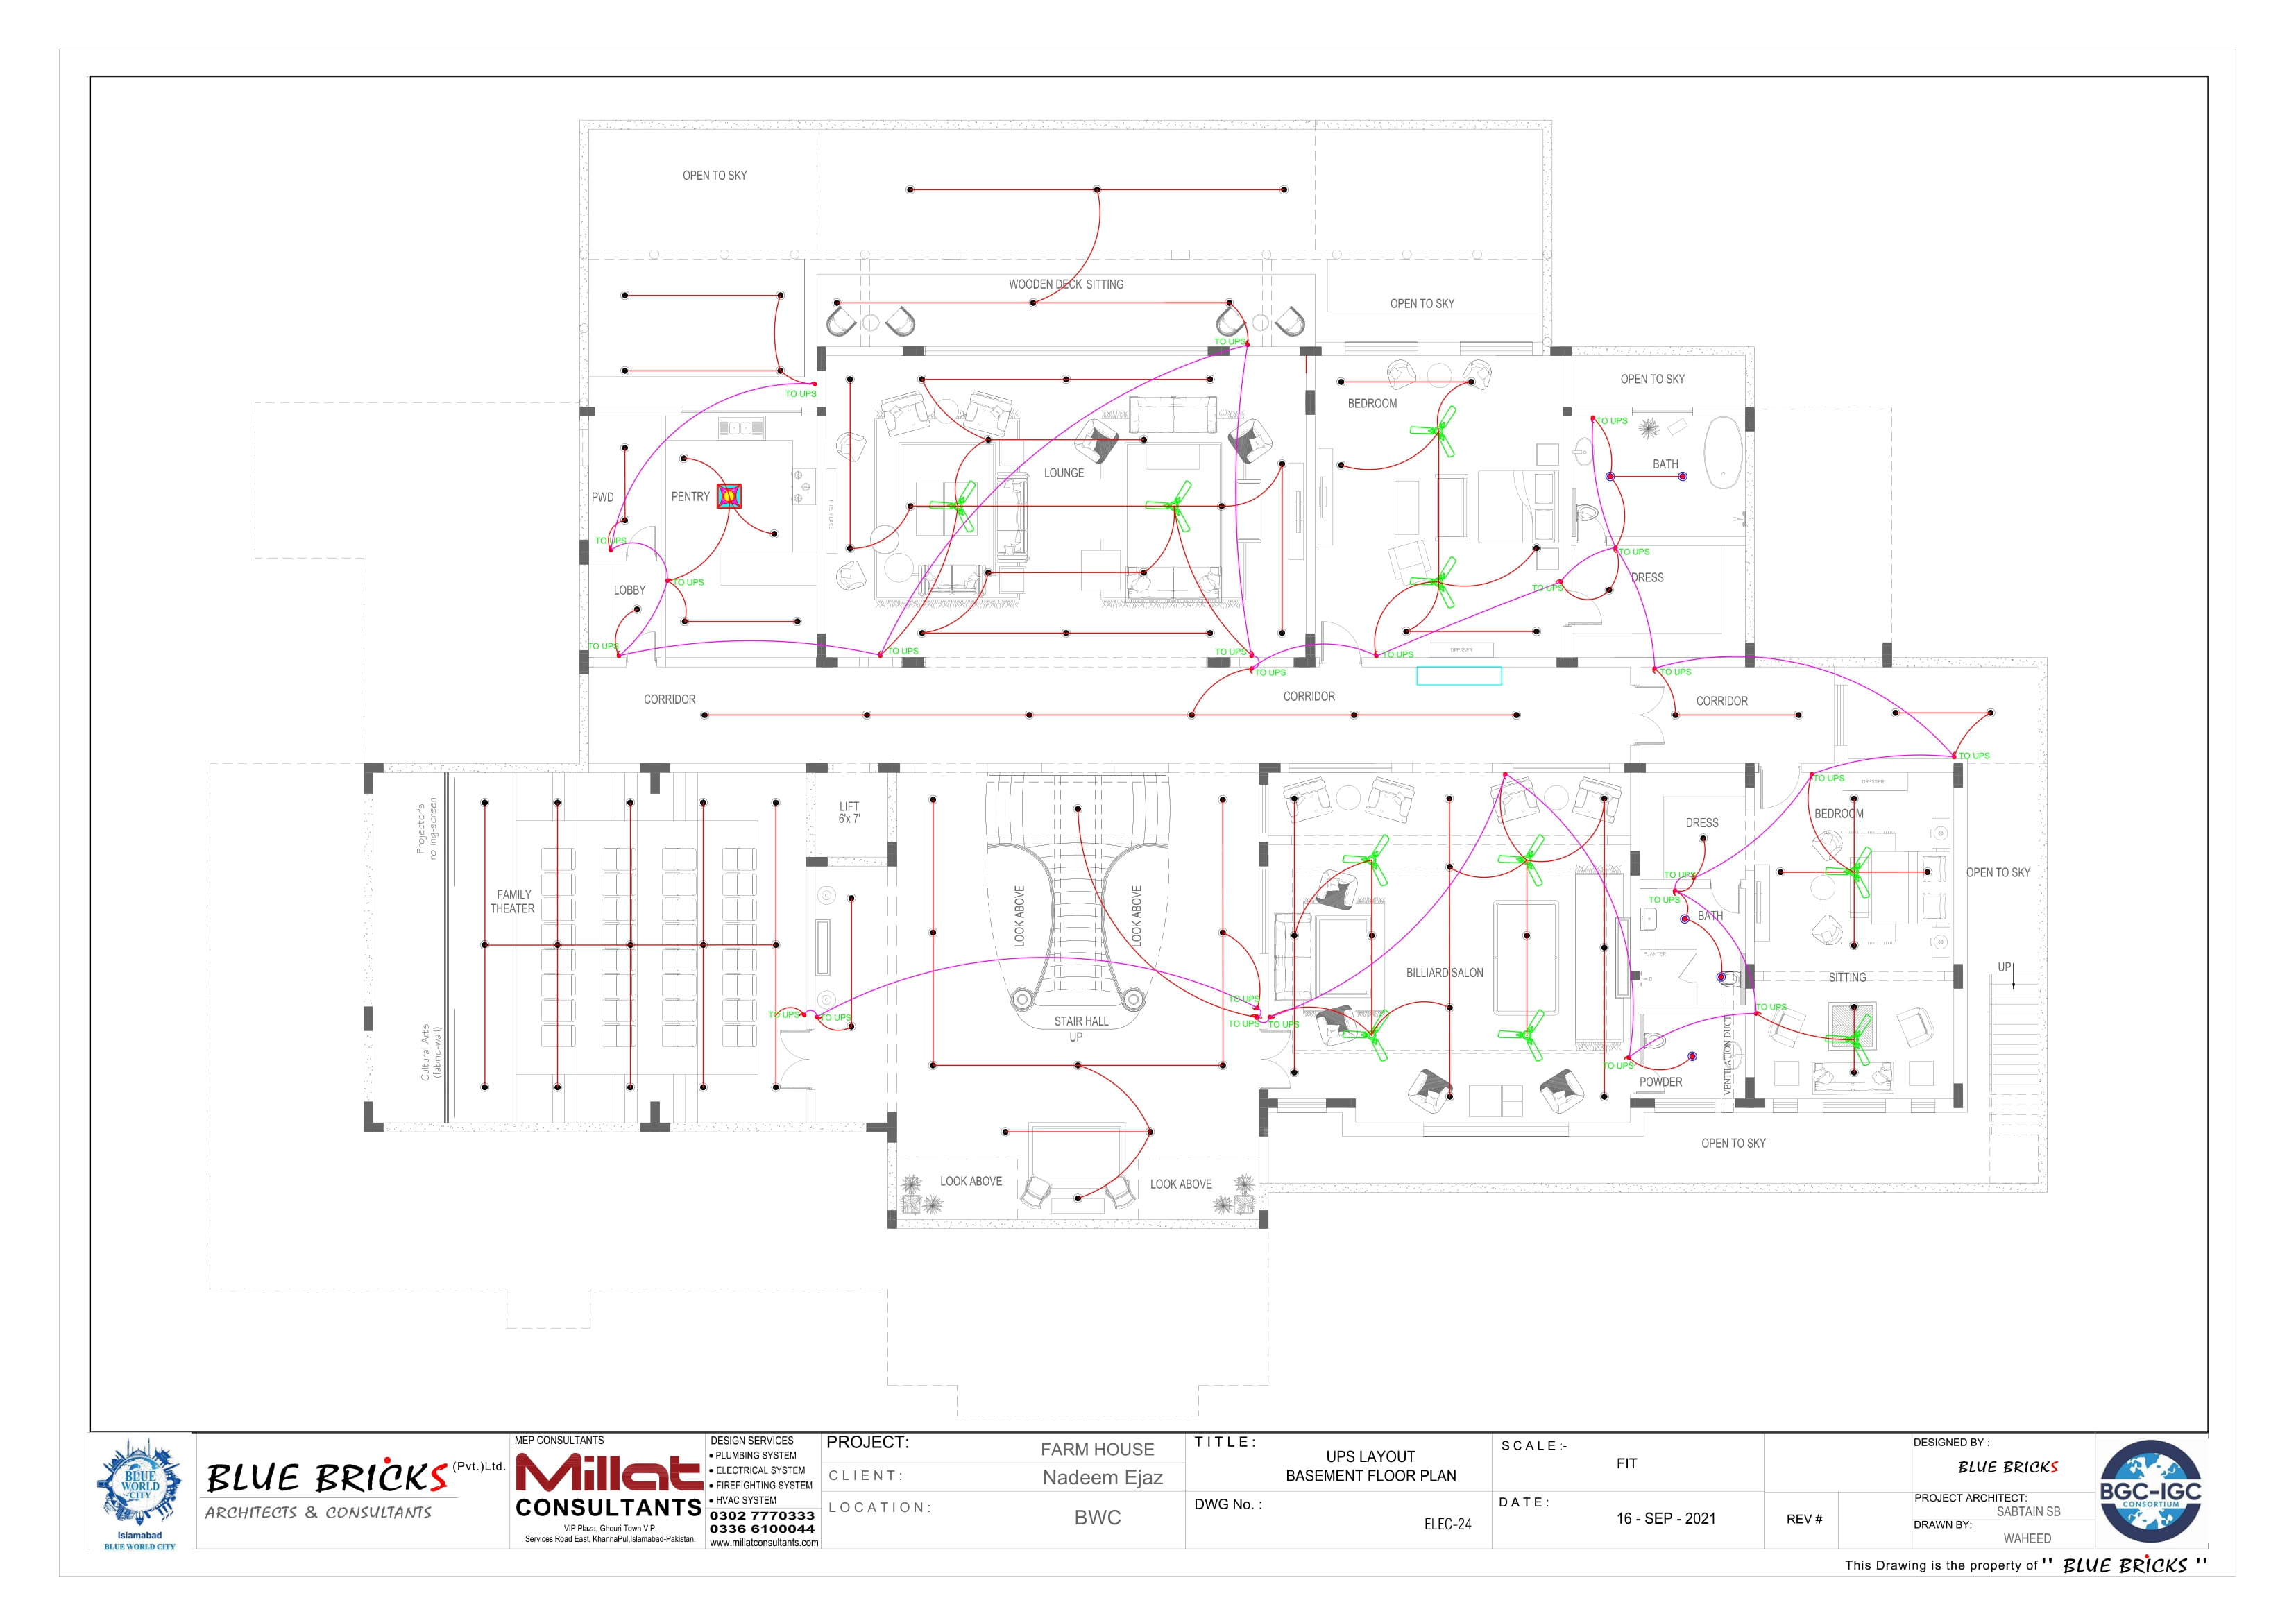 OPEN TO SKY
WOODEN DECK SITTING
OPEN TO SKY
TO UPS
OPEN TO SKY
TO UPS
BEDROOM
TO UPS
BATH
LOUNGE
PWD
PENTRY
FIRE PLACE
TO UPS
TO UPS
TO UPS
DRESS
LOBBY
TO UPS
TO UPS
TO UPS
TO UPS
TO UPS
DRESSER
TO UPS
TO UPS
CORRIDOR
CORRIDOR
CORRIDOR
TO UPS
TO UPS
DRESSER
Projector's
rolling-screen
LIFT
6'x 7'
BEDROOM
DRESS
FAMILY
THEATER
LOOK ABOVE
LOOK ABOVE
TO UPS
OPEN TO SKY
TO UPS
BATH
PLANTER
BILLIARD SALON
SITTING
UP
TO UPS
TO UPS
TO UPS
TO UPS
TO UPS
TO UPS
STAIR HALL
UP
Cultural Arts
(fabric-wall)
VENTILATION DUCT
TO UPS
POWDER
OPEN TO SKY
LOOK ABOVE
LOOK ABOVE
BLUE
WORLD
CITY
Islamabad
BLUE WORLD CITY
BLUE BRICKS (Pvt.)Ltd.
ARCHITECTS & CONSULTANTS
MEP CONSULTANTS
Millat
CONSULTANTS
VIP Plaza, Ghouri Town VIP,
Services Road East, KhannaPul,Islamabad-Pakistan.
DESIGN SERVICES
• PLUMBING SYSTEM
• ELECTRICAL SYSTEM
• FIREFIGHTING SYSTEM
• HVAC SYSTEM
0302 7770333
0336 6100044
www.millatconsultants.com
PROJECT: FARM HOUSE
CLIENT: Nadeem Ejaz
LOCATION: BWC
TITLE:
UPS LAYOUT
BASEMENT FLOOR PLAN
DWG No. :
ELEC-24
SCALE:-
FIT
DATE:
16 - SEP - 2021
REV #
DESIGNED BY :
BLUE BRICKS
PROJECT ARCHITECT:
SABTAIN SB
DRAWN BY:
WAHEED
BGC-IGC
CONSORTIUM
This Drawing is the property of '' BLUE BRICKS ''